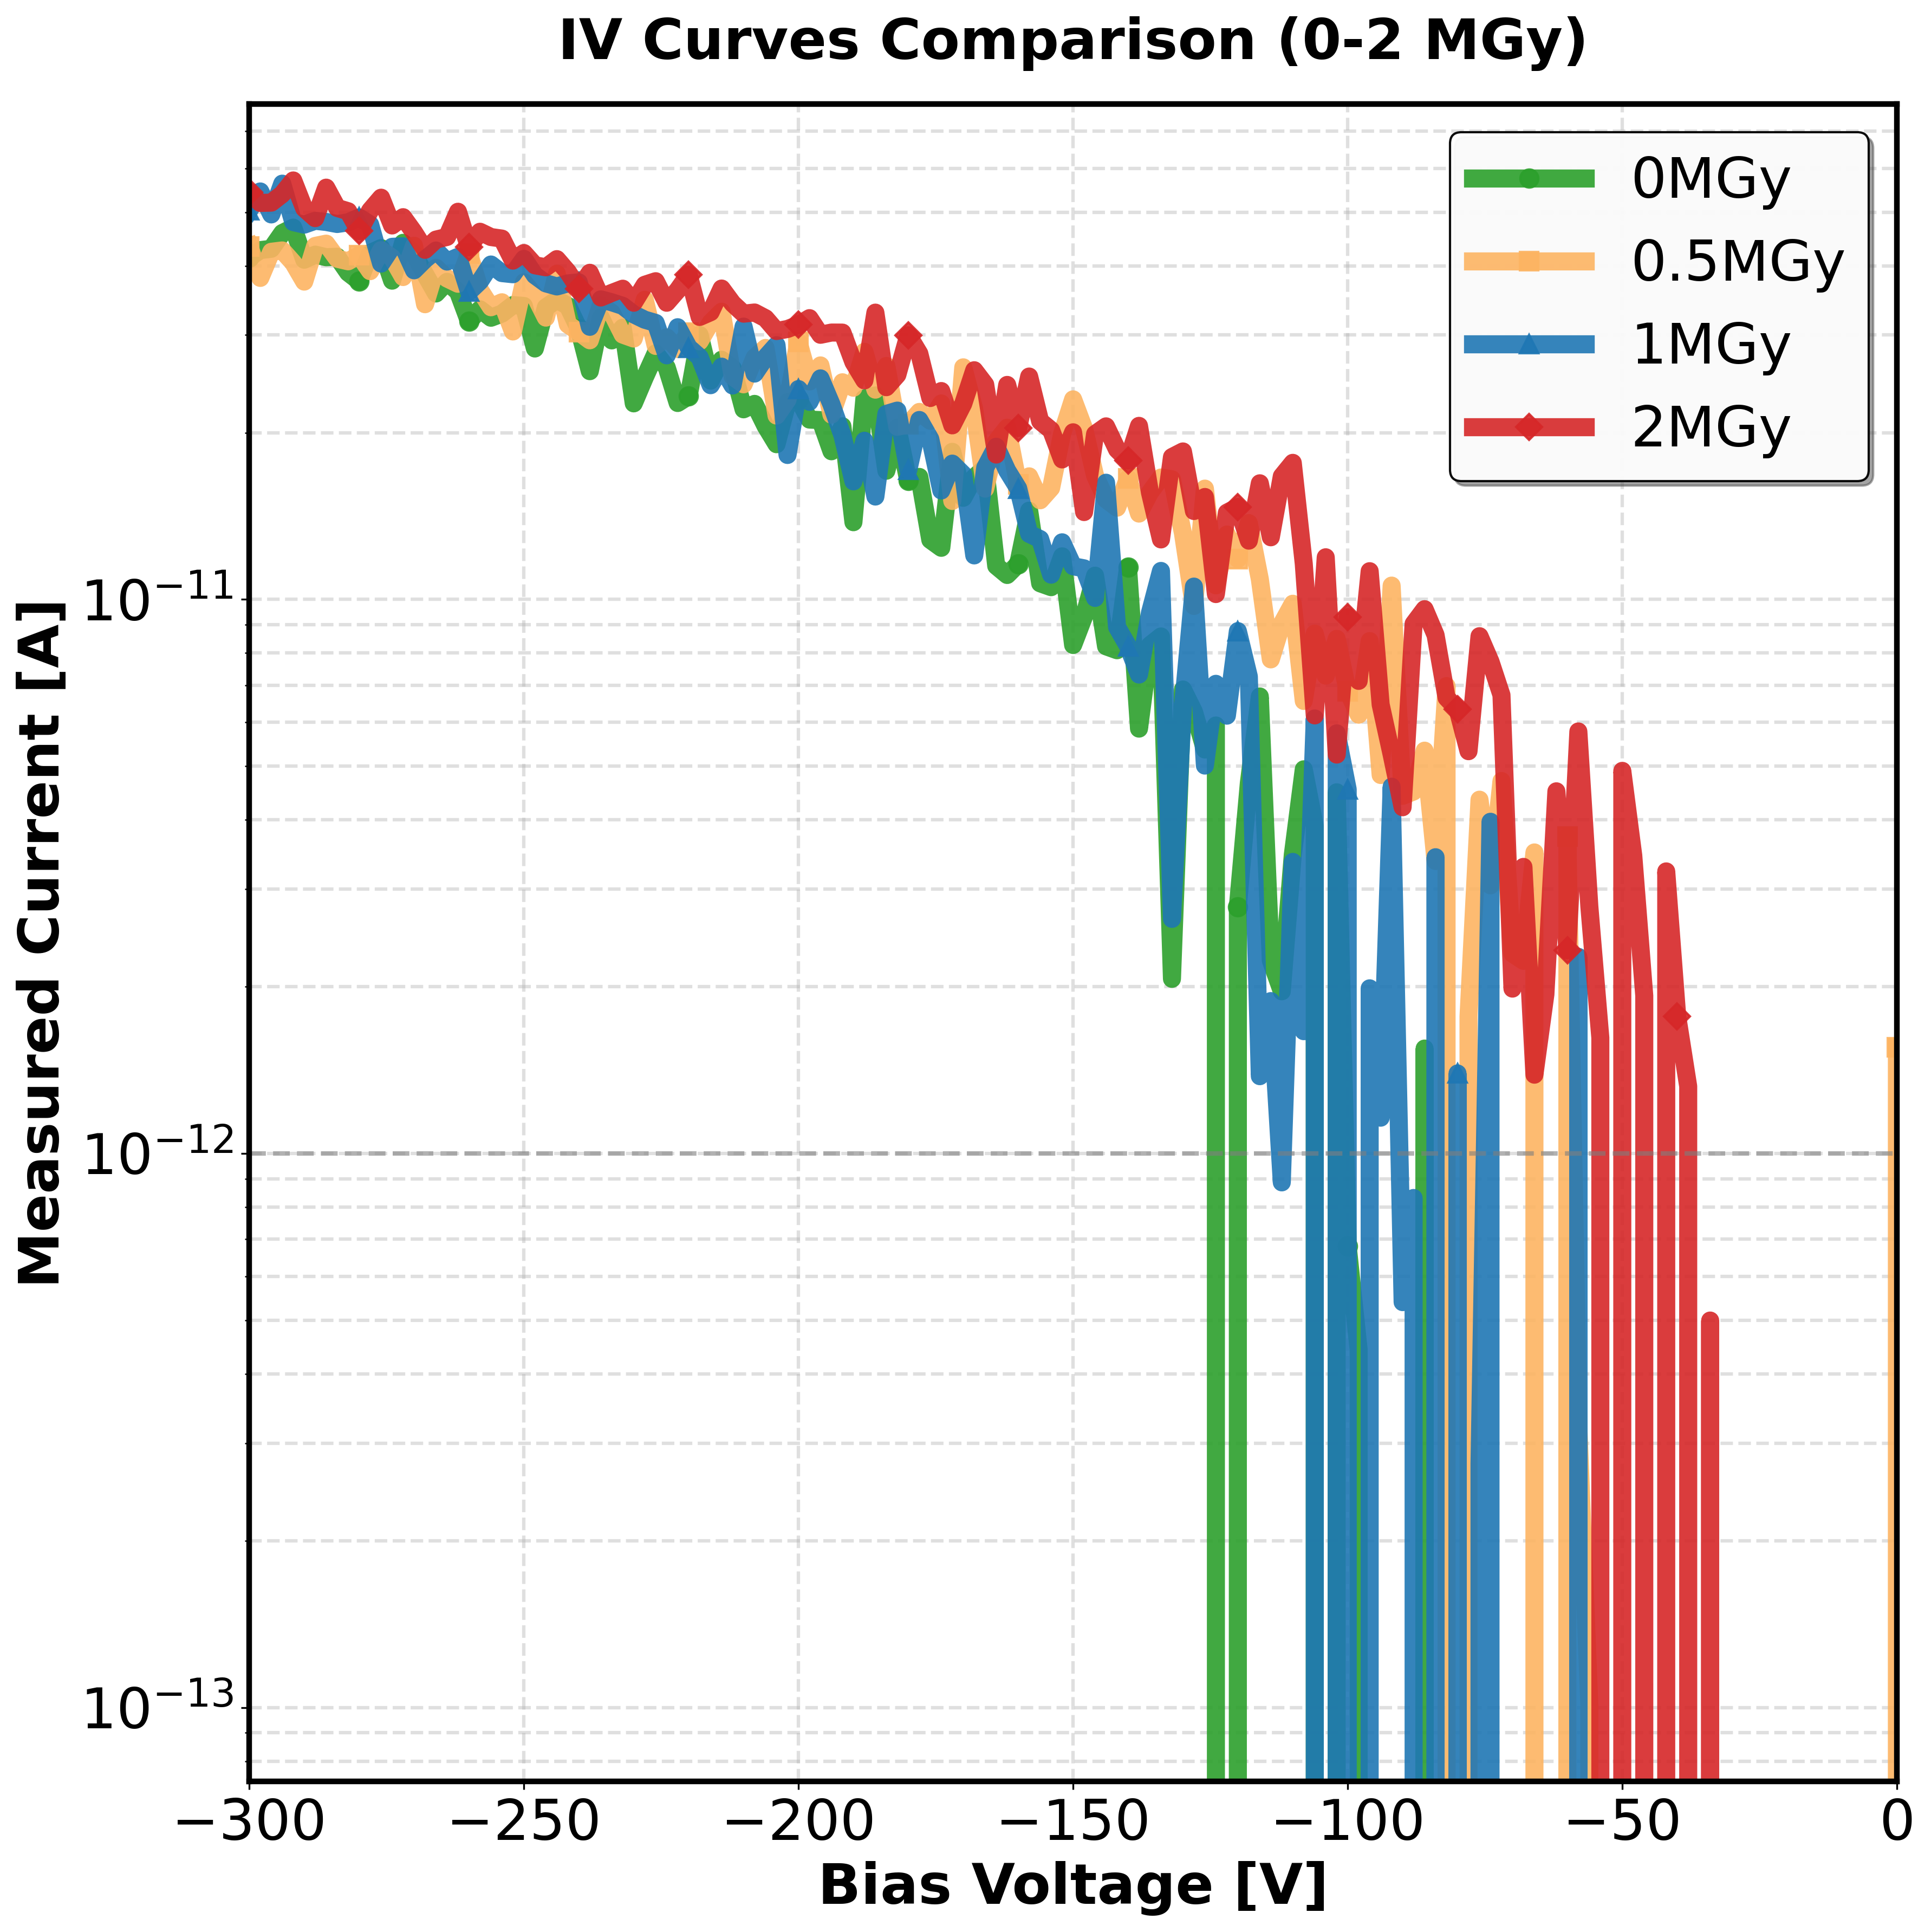 IV Curves Comparison (0-2 MGy)
0MGy
0.5MGy
1MGy
2MGy
Measured Current [A]
10⁻¹¹
10⁻¹²
10⁻¹³
−300 −250 −200 −150 −100 −50 0
Bias Voltage [V]